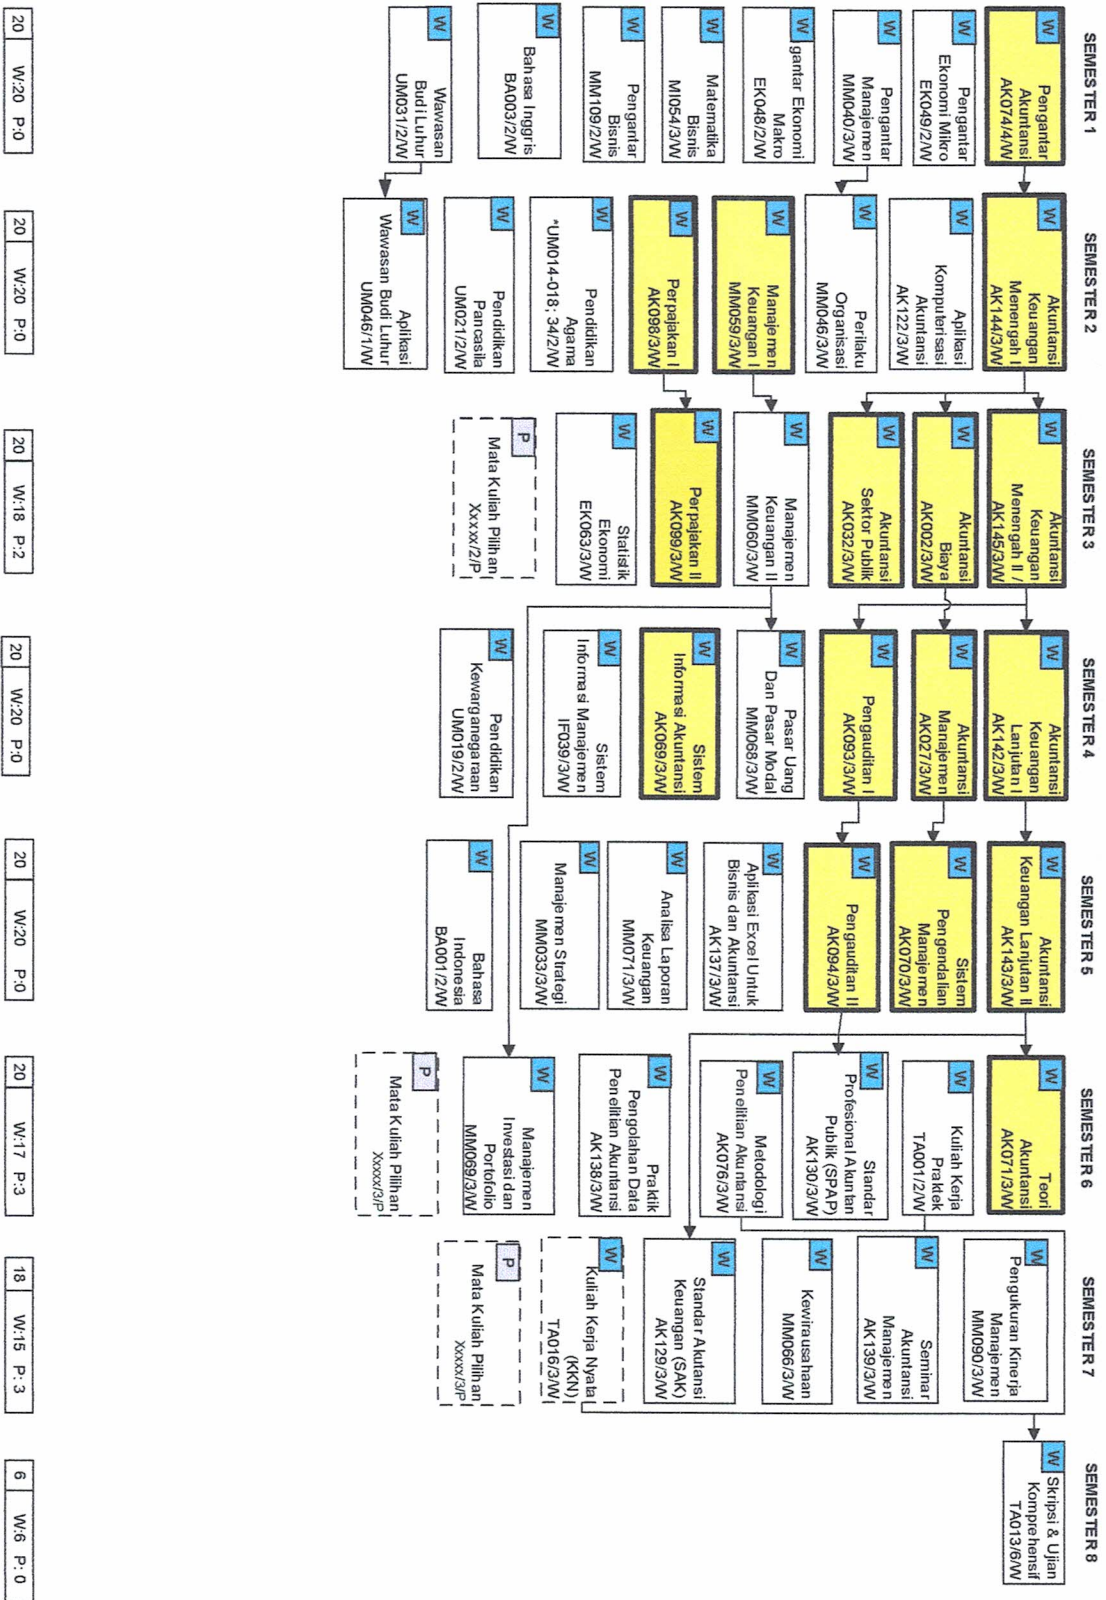 SEMESTER 1
W
Pengantar
Akuntansi
AK074/4/W
W
Pengantar
Ekonomi Mikro
EK049/2/W
W
Pengantar
Manajemen
MM040/3/W
W
gantar Ekonomi
Makro
EK048/2/W
W
Matematika
Bisnis
MI054/3/W
W
Pengantar
Bisnis
MM109/2/W
W
Bahasa Inggris
BA003/2/W
W
Wawasan
Budi Luhur
UM031/2/W
20 W:20 P:0
SEMESTER 2
W
Akuntansi
Keuangan
Menengah I
AK144/3/W
W
Aplikasi
Komputerisasi
Akuntansi
AK122/3/W
W
Perilaku
Organisasi
MM046/3/W
W
Manajemen
Keuangan I
MM059/3/W
W
Perpajakan I
AK098/3/W
W
Pendidikan
Agama
*UM014-018; 34/2/W
W
Pendidikan
Pancasila
UM021/2/W
W
Aplikasi
Wawasan Budi Luhur
UM046/1/W
20 W:20 P:0
SEMESTER 3
W
Akuntansi
Keuangan
Menengah II /
AK145/3/W
W
Akuntansi
Biaya
AK002/3/W
W
Akuntansi
Sektor Publik
AK032/3/W
W
Manajemen
Keuangan II
MM060/3/W
W
Perpajakan II
AK099/3/W
W
Statistik
Ekonomi
EK063/3/W
P
Mata Kuliah Pilihan
Xxxxx/2/P
20 W:18 P:2
SEMESTER 4
W
Akuntansi
Keuangan
Lanjutan I
AK142/3/W
W
Akuntansi
Manajemen
AK027/3/W
W
Pengauditan I
AK093/3/W
W
Pasar Uang
Dan Pasar Modal
MM068/3/W
W
Sistem
Informasi Akuntansi
AK069/3/W
W
Sistem
Informasi Manajemen
IF039/3/W
W
Pendidikan
Kewarganegaraan
UM019/2/W
20 W:20 P:0
SEMESTER 5
W
Akuntansi
Keuangan Lanjutan II
AK143/3/W
W
Sistem
Pengendalian
Manajemen
AK070/3/W
W
Pengauditan II
AK094/3/W
W
Aplikasi Excel Untuk
Bisnis dan Akuntansi
AK137/3/W
W
Analisa Laporan
Keuangan
MM071/3/W
W
Manajemen Strategi
MM033/3/W
W
Bahasa
Indonesia
BA001/2/W
20 W:20 P:0
SEMESTER 6
W
Teori
Akuntansi
AK071/3/W
W
Kuliah Kerja
Praktek
TA001/2/W
W
Standar
Profesional Akuntan
Publik (SPAP)
AK130/3/W
W
Metodologi
Penelitian Akuntansi
AK076/3/W
W
Praktik
Pengolahan Data
Penelitian Akuntansi
AK138/3/W
W
Manajemen
Investasi dan
Portofolio
MM069/3/W
P
Mata Kuliah Pilihan
Xxxxx/3/P
20 W:17 P:3
SEMESTER 7
W
Pengukuran Kinerja
Manajemen
MM090/3/W
W
Seminar
Akuntansi
Manajemen
AK139/3/W
W
Kewirausahaan
MM066/3/W
W
Standar Akutansi
Keuangan (SAK)
AK129/3/W
W
Kuliah Kerja Nyata
(KKN)
TA016/3/W
P
Mata Kuliah Pilihan
Xxxxx/3/P
18 W:15 P: 3
SEMESTER 8
W
Skripsi & Ujian
Komprehensif
TA013/6/W
6 W:6 P: 0